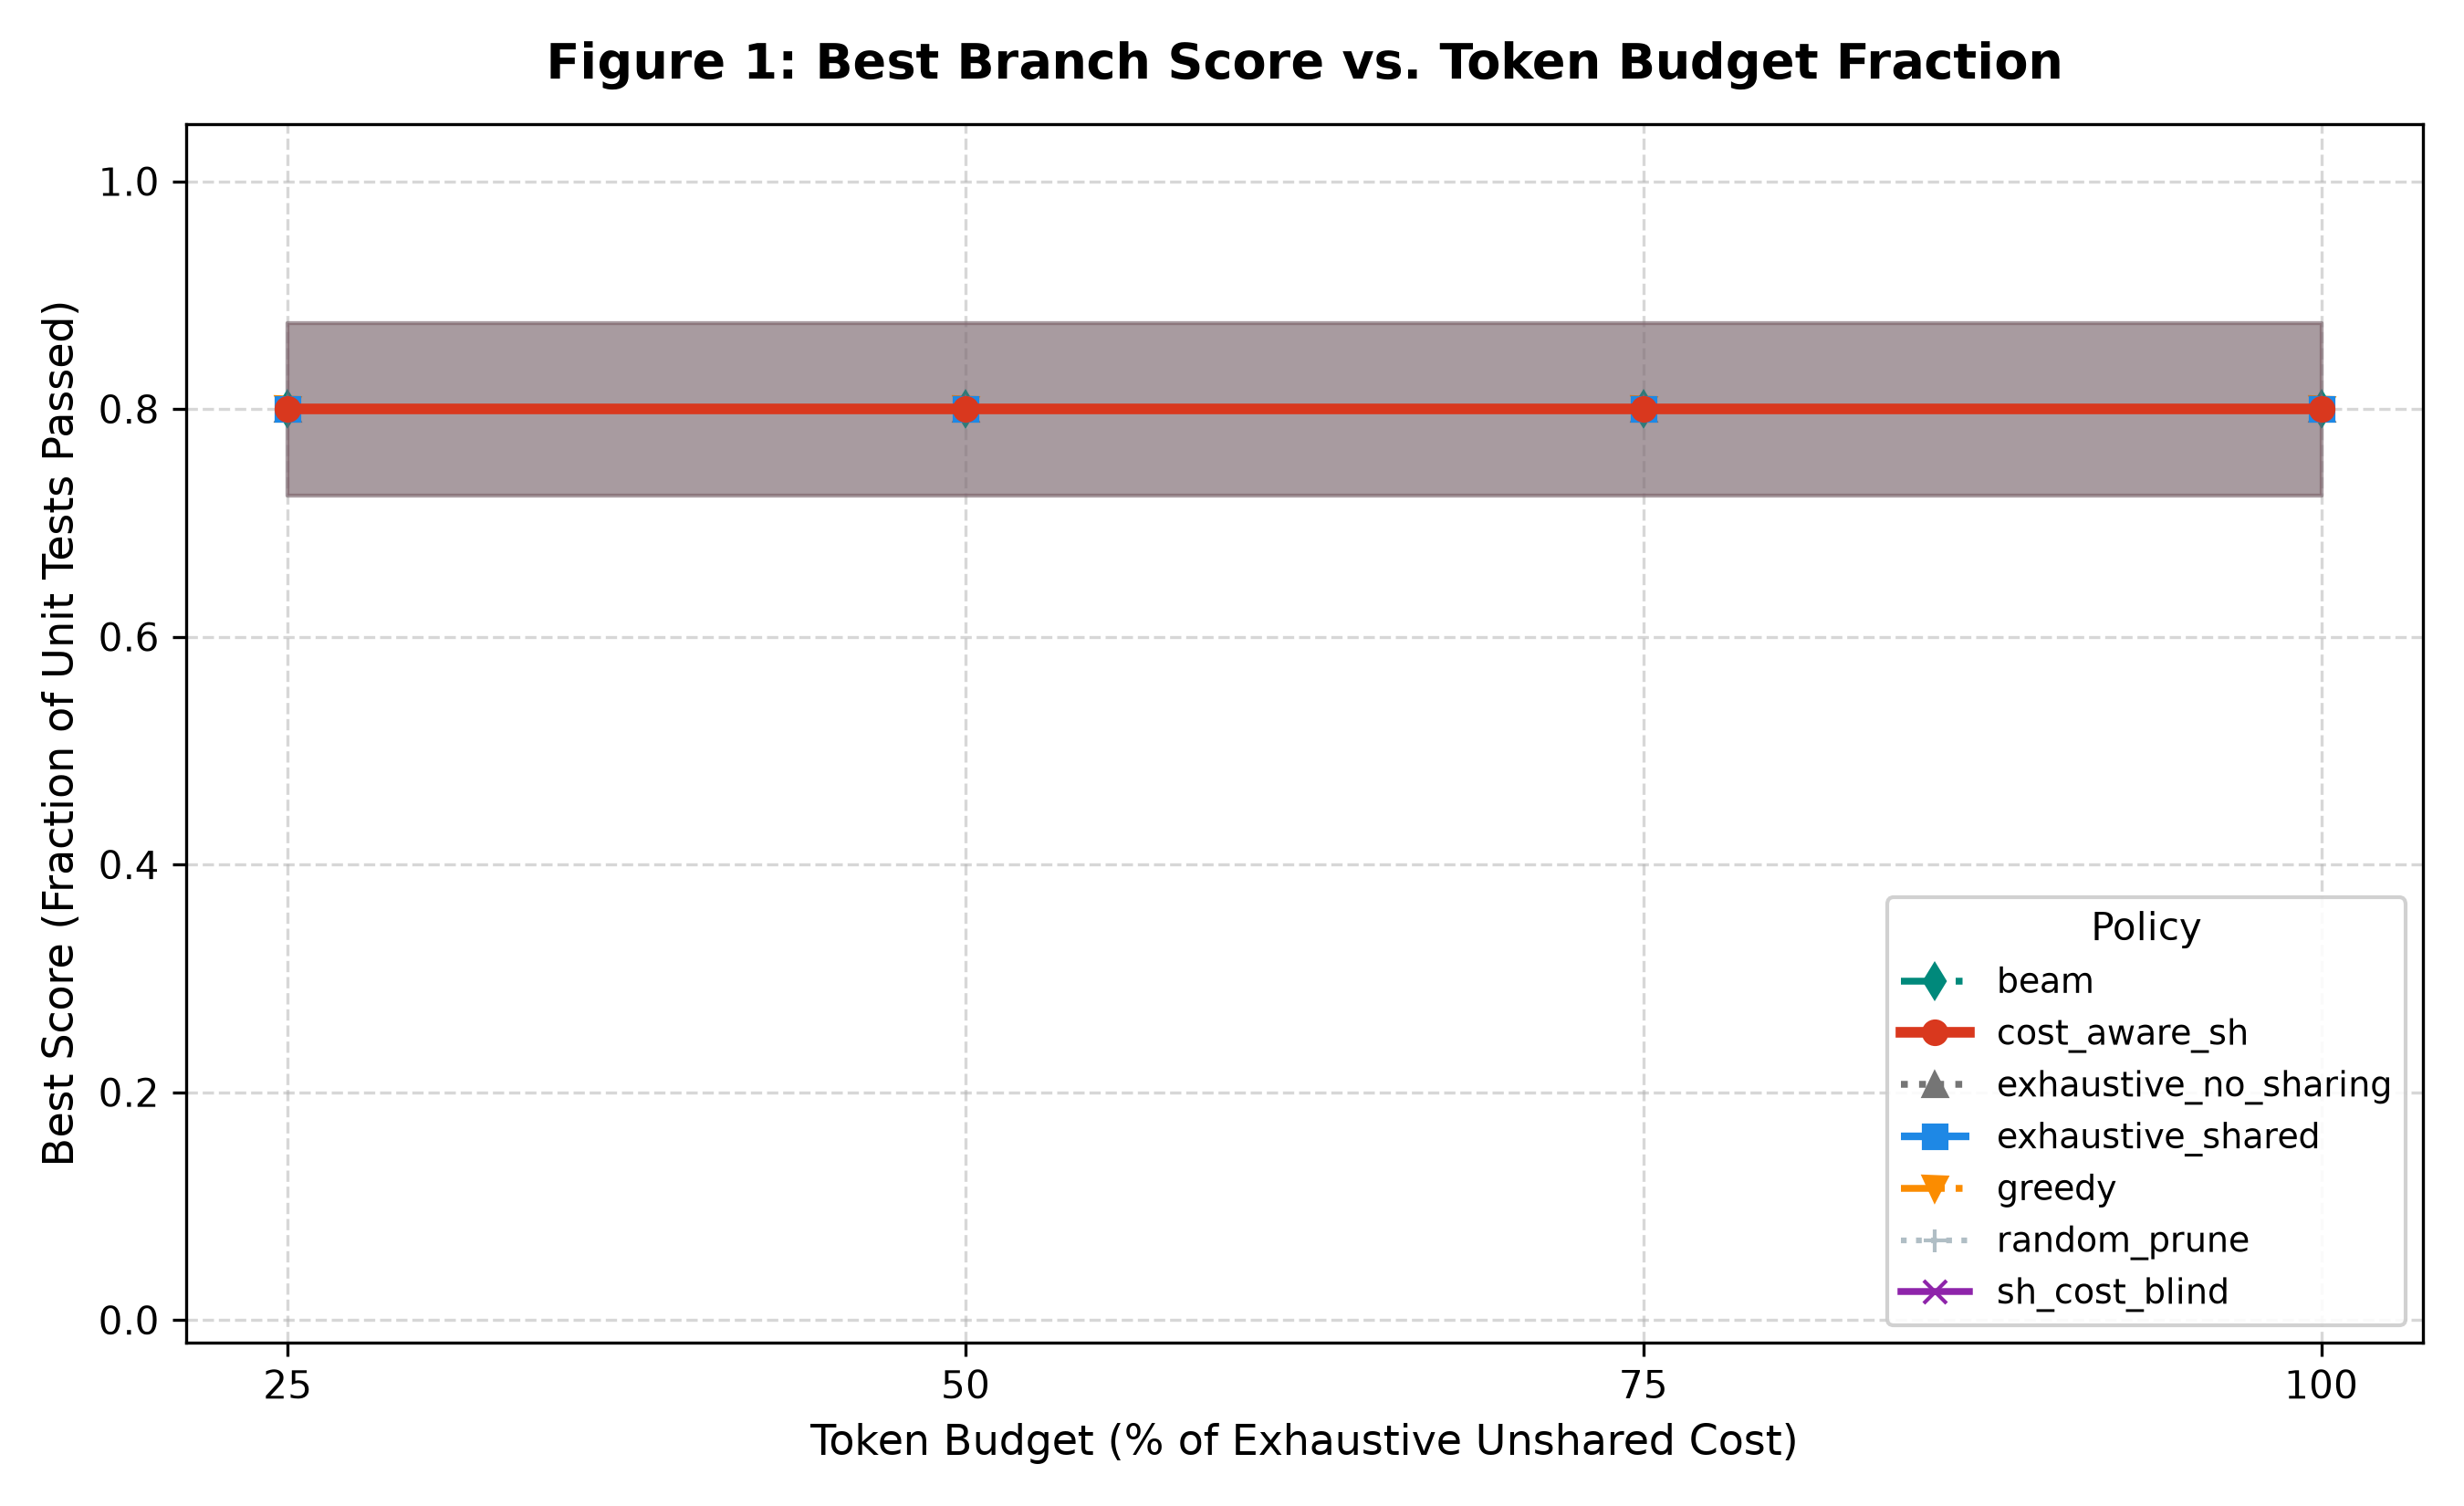 Figure 1: Best Branch Score vs. Token Budget Fraction
Best Score (Fraction of Unit Tests Passed)
1.0
0.8
0.6
0.4
0.2
0.0
Policy
beam
cost_aware_sh
exhaustive_no_sharing
exhaustive_shared
greedy
random_prune
sh_cost_blind
25 50 75 100
Token Budget (% of Exhaustive Unshared Cost)